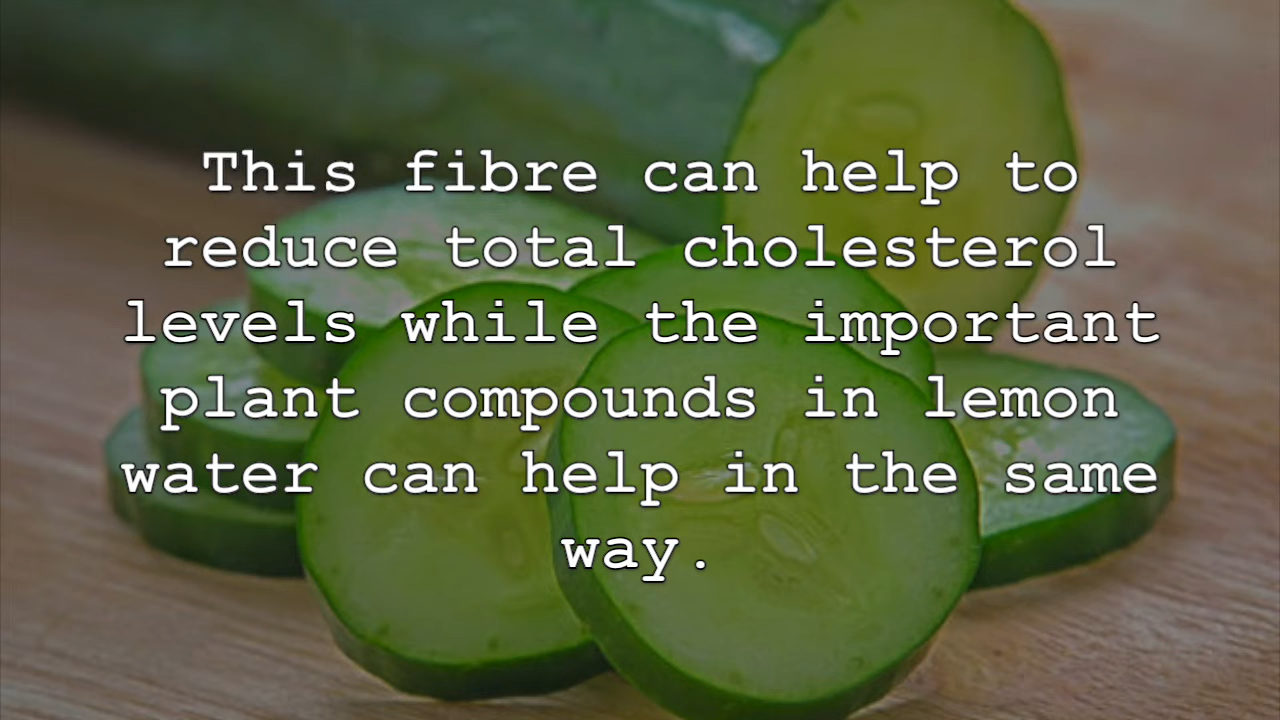 This fibre can help to
reduce total cholesterol
levels while the important
plant compounds in lemon
water can help in the same
way.